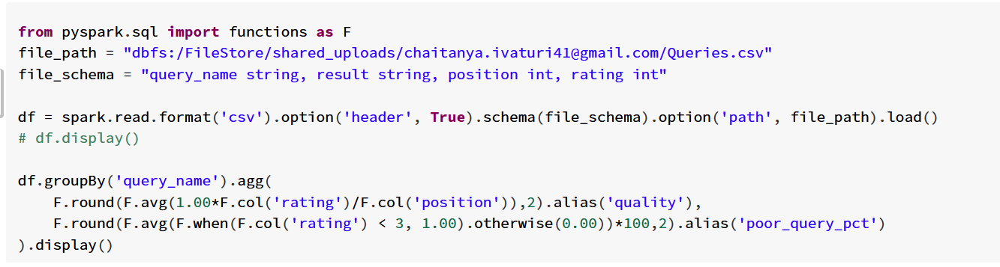 from pyspark.sql import functions as F
file_path = "dbfs:/FileStore/shared_uploads/chaitanya.ivaturi41@gmail.com/Queries.csv"
file_schema = "query_name string, result string, position int, rating int"

df = spark.read.format('csv').option('header', True).schema(file_schema).option('path', file_path).load()
# df.display()

df.groupBy('query_name').agg(
    F.round(F.avg(1.00*F.col('rating')/F.col('position')),2).alias('quality'),
    F.round(F.avg(F.when(F.col('rating') < 3, 1.00).otherwise(0.00))*100,2).alias('poor_query_pct')
).display()